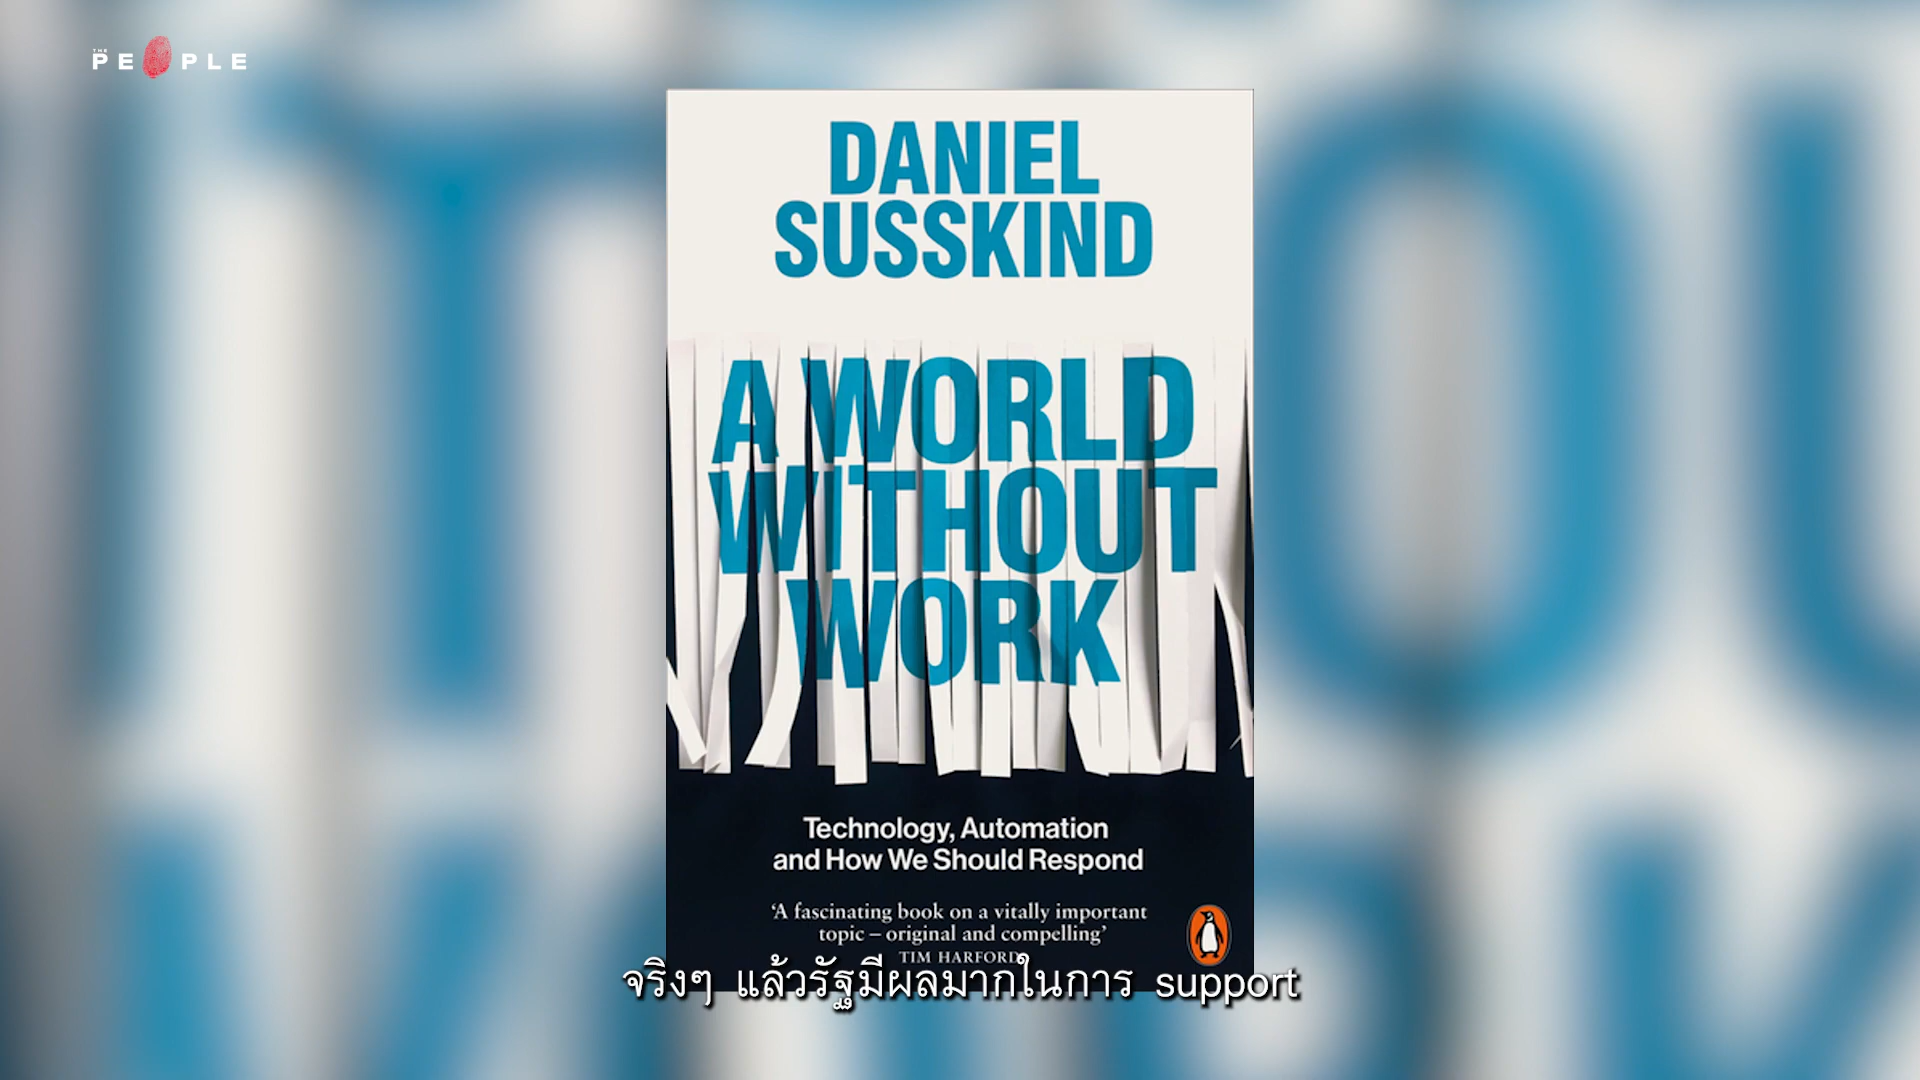 THE
PEOPLE
DANIEL
SUSSKIND
A WORLD
WITHOUT
WORK
Technology, Automation
and How We Should Respond
‘A fascinating book on a vitally important
topic – original and compelling’
TIM HARFORD
จริงๆ แล้วรัฐมีผลมากในการ support